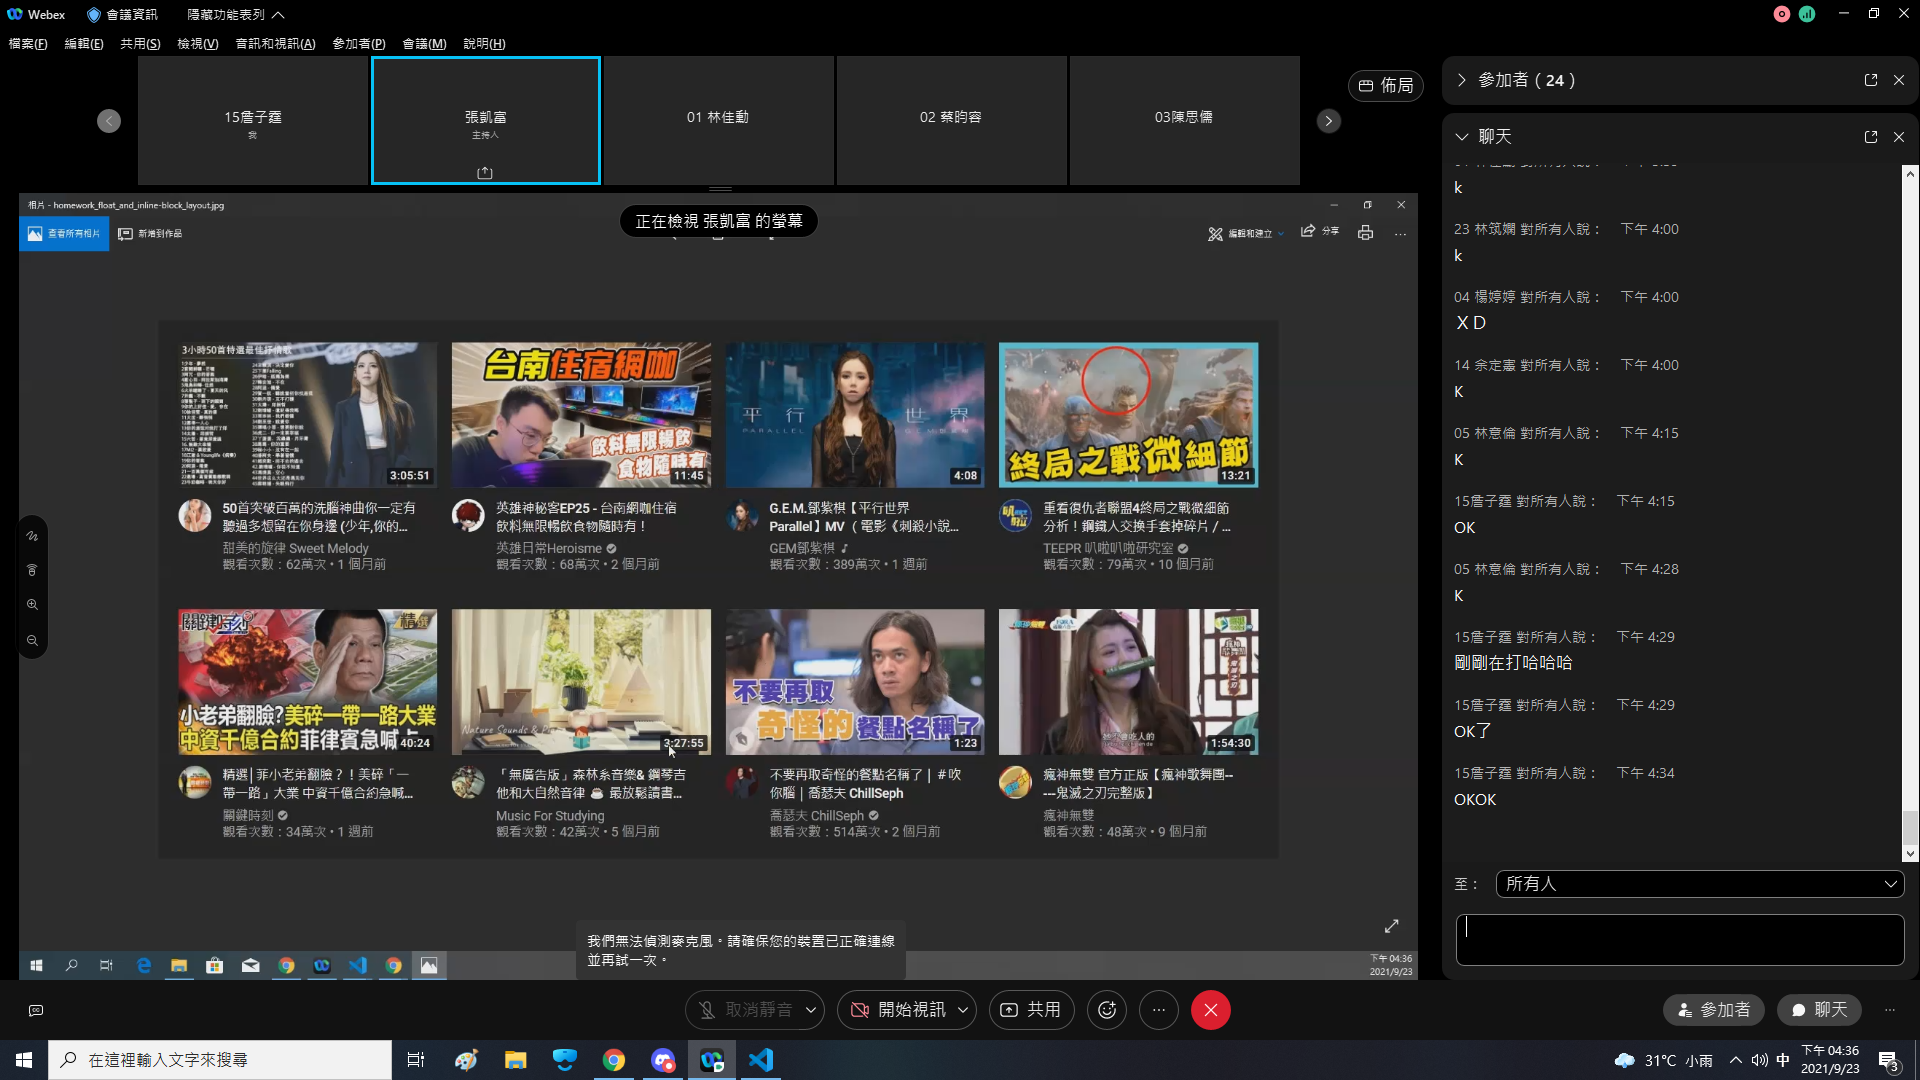 Webex
會議資訊
隱藏功能表列
檔案(F) 編輯(E) 共用(S) 檢視(V) 音訊和視訊(A) 參加者(P) 會議(M) 說明(H)
15詹子霆
我
張凱富
主持人
01 林佳勳
02 蔡昀容
03陳思儒
佈局
相片 - homework_float_and_inline-block_layout.jpg
正在檢視 張凱富 的螢幕
查看所有相片
新增到作品
編輯和建立
分享
3小時50首特選最佳抒情歌
3:05:51
台南住宿網咖
飲料無限暢飲
食物隨時有
11:45
平行世界
PARALLEL
4:08
終局之戰微細節
13:21
50首突破百萬的洗腦神曲你一定有
聽過多想留在你身邊 (少年,你的...
甜美的旋律 Sweet Melody
觀看次數：62萬次 • 1 個月前
英雄神秘客EP25 - 台南網咖住宿
飲料無限暢飲食物隨時有！
英雄日常Heroisme
觀看次數：68萬次 • 2 個月前
G.E.M.鄧紫棋【平行世界
Parallel】MV （電影《刺殺小說...
GEM鄧紫棋
觀看次數：389萬次 • 1 週前
重看復仇者聯盟4終局之戰微細節
分析！鋼鐵人交換手套掉碎片 / ...
TEEPR 叭啦叭啦研究室
觀看次數：79萬次 • 10 個月前
關鍵時刻
精選
小老弟翻臉?美碎一帶一路大業
中資千億合約菲律賓急喊
40:24
Nature Sounds &
3:27:55
不要再取
奇怪的餐點名稱了
1:23
她不會吃人的
1:54:30
精選│菲小老弟翻臉？！美碎「一
帶一路」大業 中資千億合約急喊...
關鍵時刻
觀看次數：34萬次 • 1 週前
「無廣告版」森林系音樂& 鋼琴吉
他和大自然音律 ☕ 最放鬆讀書...
Music For Studying
觀看次數：42萬次 • 5 個月前
不要再取奇怪的餐點名稱了｜＃吹
你腦｜喬瑟夫 ChillSeph
喬瑟夫 ChillSeph
觀看次數：514萬次 • 2 個月前
瘋神無雙 官方正版【瘋神歌舞團--
---鬼滅之刃完整版】
瘋神無雙
觀看次數：48萬次 • 9 個月前
我們無法偵測麥克風。請確保您的裝置已正確連線
並再試一次。
下午 04:36
2021/9/23
參加者 ( 24 )
聊天
k
23 林筑嫻 對所有人說： 下午 4:00
k
04 楊婷婷 對所有人說： 下午 4:00
ＸＤ
14 余定憲 對所有人說： 下午 4:00
K
05 林意倫 對所有人說： 下午 4:15
K
15詹子霆 對所有人說： 下午 4:15
OK
05 林意倫 對所有人說： 下午 4:28
K
15詹子霆 對所有人說： 下午 4:29
剛剛在打哈哈哈
15詹子霆 對所有人說： 下午 4:29
OK了
15詹子霆 對所有人說： 下午 4:34
OKOK
至： 所有人
取消靜音
開始視訊
共用
參加者
聊天
在這裡輸入文字來搜尋
31°C 小雨
中
下午 04:36
2021/9/23
3